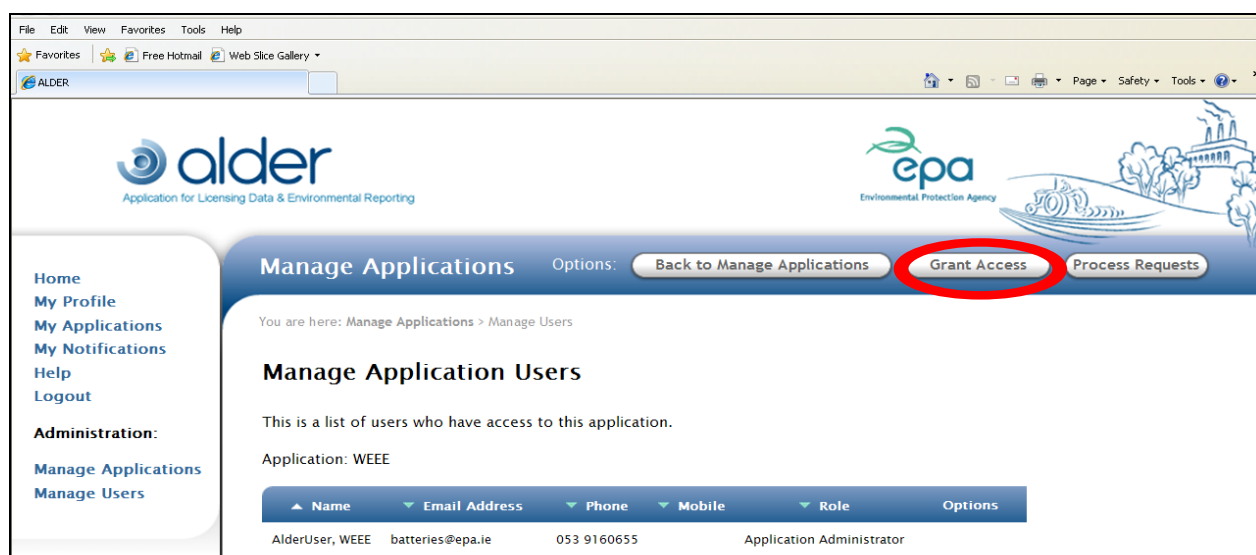 File Edit View Favorites Tools Help
Favorites Free Hotmail Web Slice Gallery
ALDER Page Safety Tools
alder
Application for Licensing Data & Environmental Reporting
epa
Environmental Protection Agency
Manage Applications Options: Back to Manage Applications Grant Access Process Requests
Home
My Profile
My Applications
My Notifications
Help
Logout
Administration:
Manage Applications
Manage Users
You are here: Manage Applications > Manage Users
Manage Application Users
This is a list of users who have access to this application.
Application: WEEE
Name Email Address Phone Mobile Role Options
AlderUser, WEEE batteries@epa.ie 053 9160655 Application Administrator